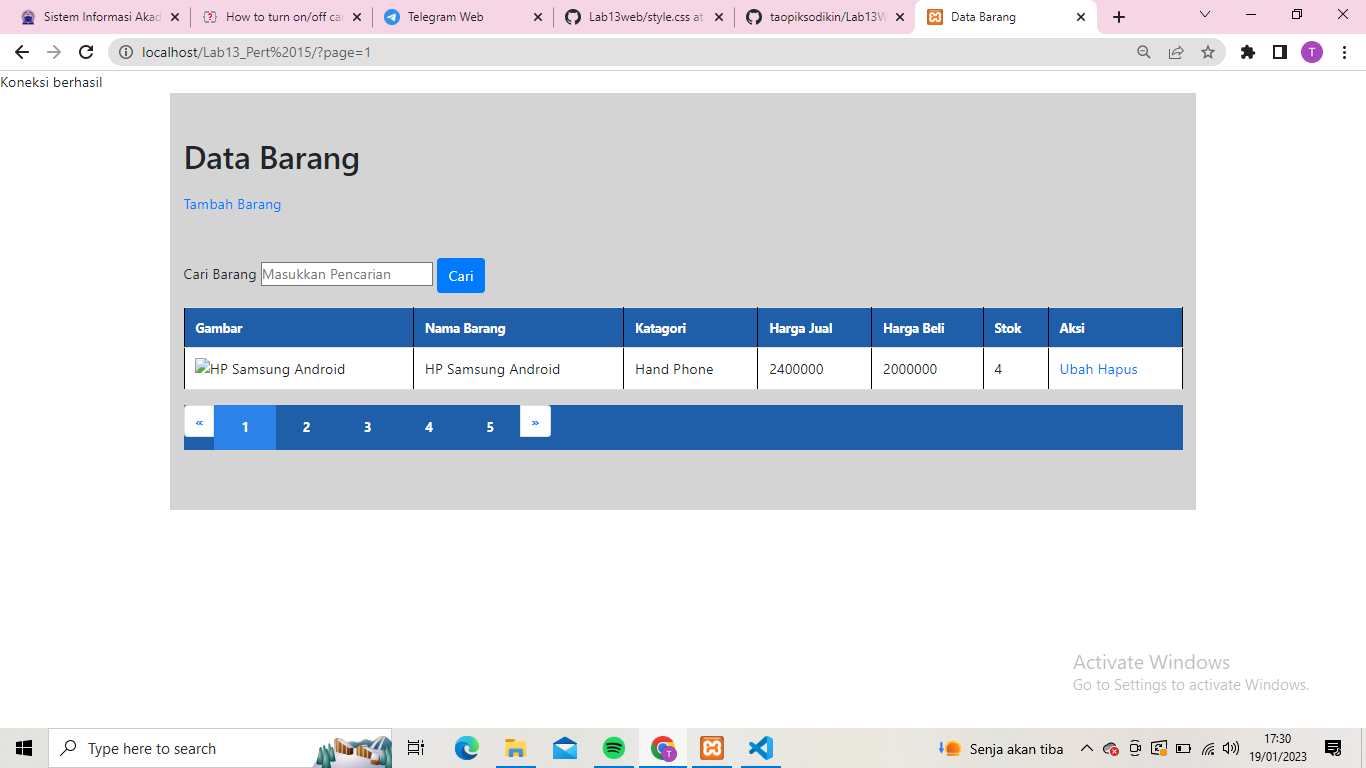 Sistem Informasi Akad
How to turn on/off ca
Telegram Web
Lab13web/style.css at
taopiksodikin/Lab13W
Data Barang
localhost/Lab13_Pert%2015/?page=1
T
Koneksi berhasil
Data Barang
Tambah Barang
Cari Barang Masukkan Pencarian Cari
Gambar Nama Barang Katagori Harga Jual Harga Beli Stok Aksi
HP Samsung Android HP Samsung Android Hand Phone 2400000 2000000 4 Ubah Hapus
« 1 2 3 4 5 »
Activate Windows
Go to Settings to activate Windows.
Type here to search
T
Senja akan tiba
17:30
19/01/2023